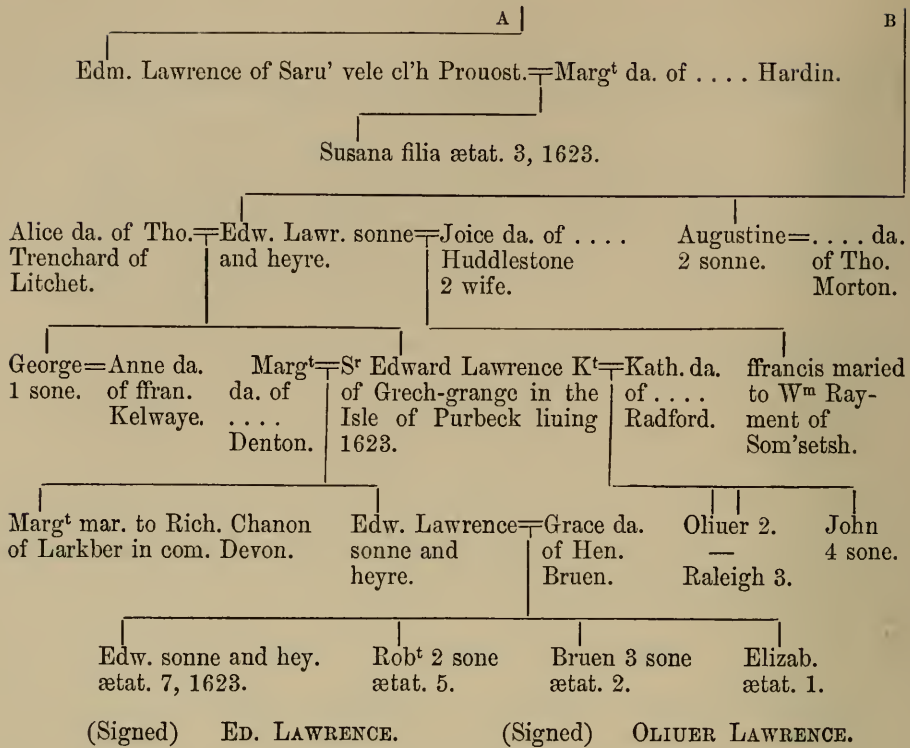 A B
Edm. Lawrence of Saru' vele cl'h Prouost.=Margt da. of .... Hardin.
Susana filia ætat. 3, 1623.
Alice da. of Tho.
Trenchard of
Litchet.
=Edw. Lawr. sonne
and heyre.
=Joice da. of ....
Huddlestone
2 wife.
Augustine
2 sonne.
=.... da.
of Tho.
Morton.
George
1 sone.
=Anne da.
of ffran.
Kelwaye.
Margt
da. of
....
Denton.
=Sr Edward Lawrence Kt
of Grech-grange in the
Isle of Purbeck liuing
1623.
=Kath. da.
of ....
Radford.
ffrancis maried
to Wm Ray-
ment of
Som'setsh.
Margt mar. to Rich. Chanon
of Larkber in com. Devon.
Edw. Lawrence
sonne and
heyre.
=Grace da.
of Hen.
Bruen.
Oliuer 2.
—
Raleigh 3.
John
4 sone.
Edw. sonne and hey.
ætat. 7, 1623.
Robt 2 sone
ætat. 5.
Bruen 3 sone
ætat. 2.
Elizab.
ætat. 1.
(Signed) ED. LAWRENCE. (Signed) OLIUER LAWRENCE.